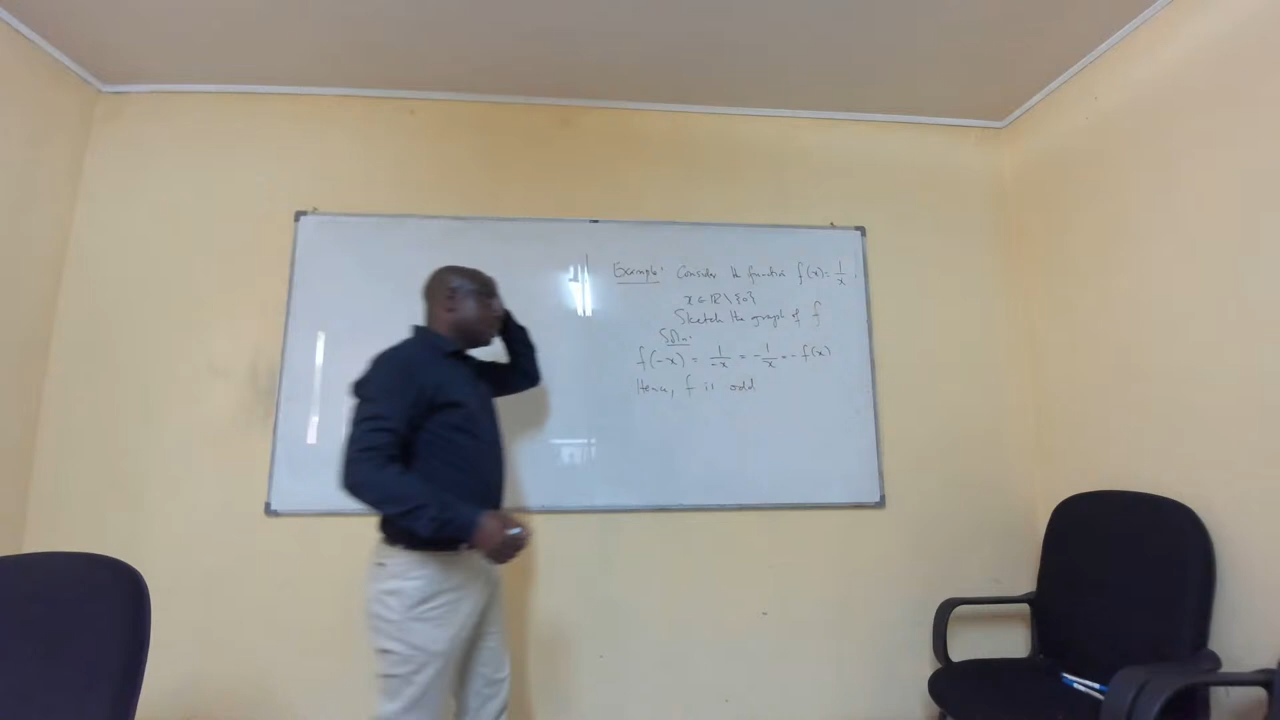 Example: Consider the function f(x) = 1/x,
x ∈ ℝ \ {0}
Sketch the graph of f
Soln:
f(-x) = 1/-x = -1/x = -f(x)
Hence, f is odd